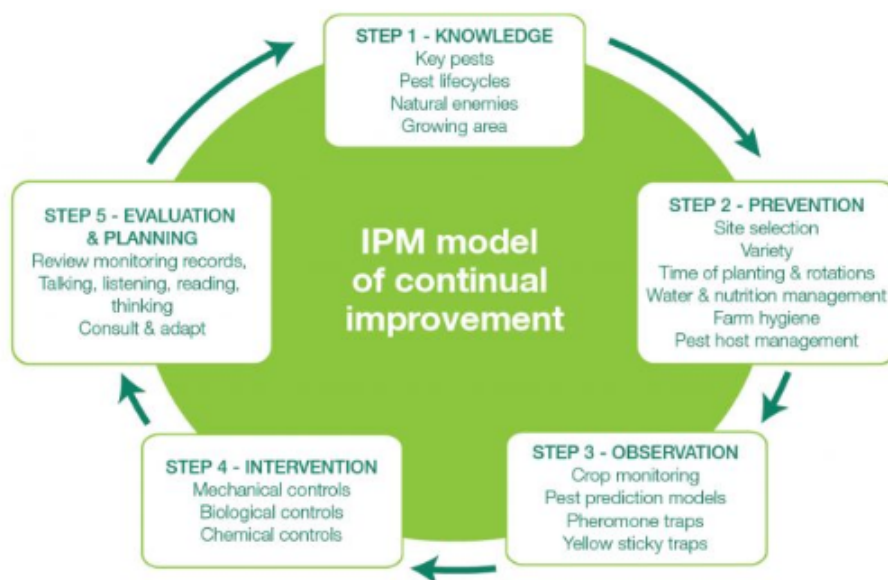 STEP 1 - KNOWLEDGE
Key pests
Pest lifecycles
Natural enemies
Growing area
STEP 2 - PREVENTION
Site selection
Variety
Time of planting & rotations
Water & nutrition management
Farm hygiene
Pest host management
STEP 3 - OBSERVATION
Crop monitoring
Pest prediction models
Pheromone traps
Yellow sticky traps
STEP 4 - INTERVENTION
Mechanical controls
Biological controls
Chemical controls
STEP 5 - EVALUATION
& PLANNING
Review monitoring records,
Talking, listening, reading,
thinking
Consult & adapt
IPM model
of continual
improvement